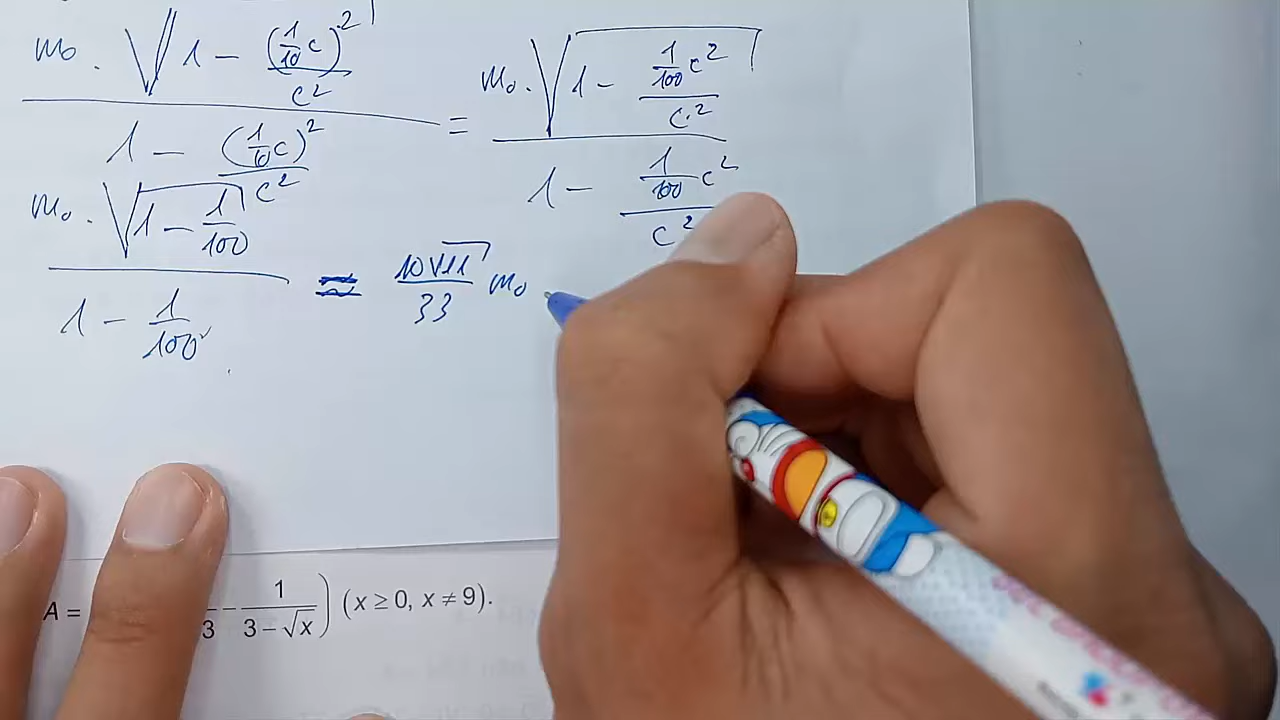 m₀ · √(1 − (1/10 c)²/c²) / (1 − (1/10 c)²/c²) = m₀ · √(1 − (1/100 c²)/c²) / (1 − (1/100 c²)/c²)
m₀ · √(1 − 1/100) / (1 − 1/100) ≈ 10√11/33 m₀
A = 3 − 1/(3 − √x)) (x ≥ 0, x ≠ 9).